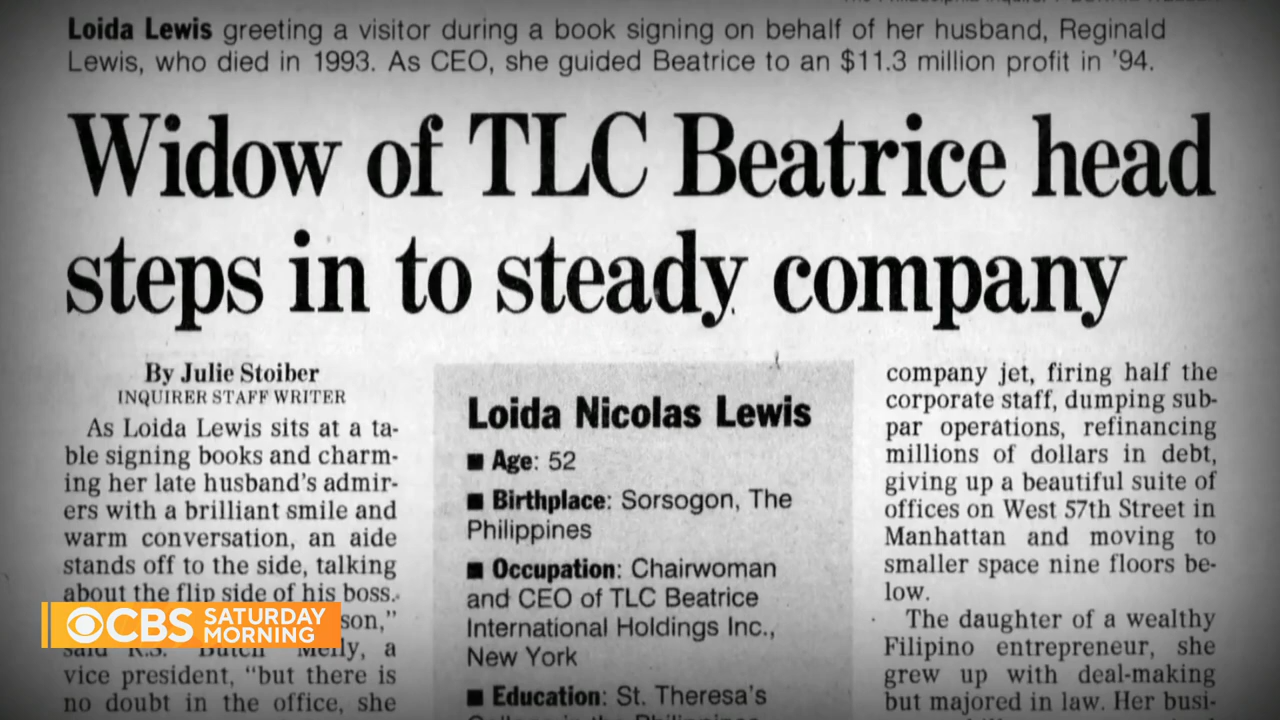 Loida Lewis greeting a visitor during a book signing on behalf of her husband, Reginald
Lewis, who died in 1993. As CEO, she guided Beatrice to an $11.3 million profit in '94.
Widow of TLC Beatrice head
steps in to steady company
By Julie Stoiber
INQUIRER STAFF WRITER
As Loida Lewis sits at a ta-
ble signing books and charm-
ing her late husband's admir-
ers with a brilliant smile and
warm conversation, an aide
stands off to the side, talking
about the flip side of his boss.
son,"
said R.S. "Butch" Melly, a
vice president, "but there is
no doubt in the office, she
CBS SATURDAY
MORNING
Loida Nicolas Lewis
■ Age: 52
■ Birthplace: Sorsogon, The
Philippines
■ Occupation: Chairwoman
and CEO of TLC Beatrice
International Holdings Inc.,
New York
■ Education: St. Theresa's
company jet, firing half the
corporate staff, dumping sub-
par operations, refinancing
millions of dollars in debt,
giving up a beautiful suite of
offices on West 57th Street in
Manhattan and moving to
smaller space nine floors be-
low.
The daughter of a wealthy
Filipino entrepreneur, she
grew up with deal-making
but majored in law. Her busi-